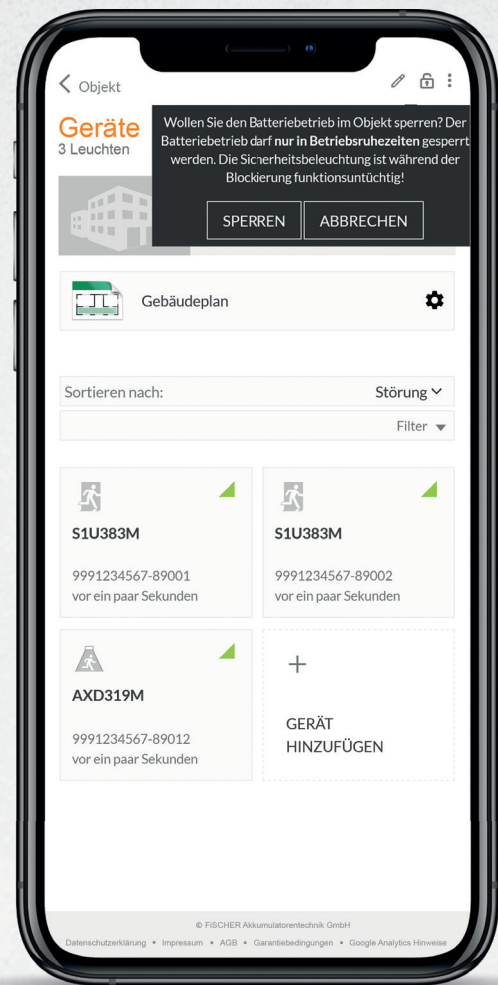 Objekt
Geräte
3 Leuchten
Wollen Sie den Batteriebetrieb im Objekt sperren? Der
Batteriebetrieb darf nur in Betriebsruhezeiten gesperrt
werden. Die Sicherheitsbeleuchtung ist während der
Blockierung funktionsuntüchtig!
SPERREN
ABBRECHEN
Gebäudeplan
Sortieren nach:
Störung
Filter
S1U383M
9991234567-89001
vor ein paar Sekunden
S1U383M
9991234567-89002
vor ein paar Sekunden
AXD319M
9991234567-89012
vor ein paar Sekunden
GERÄT
HINZUFÜGEN
© FiSCHER Akkumulatorentechnik GmbH
Datenschutzerklärung • Impressum • AGB • Garantiebedingungen • Google Analytics Hinweise